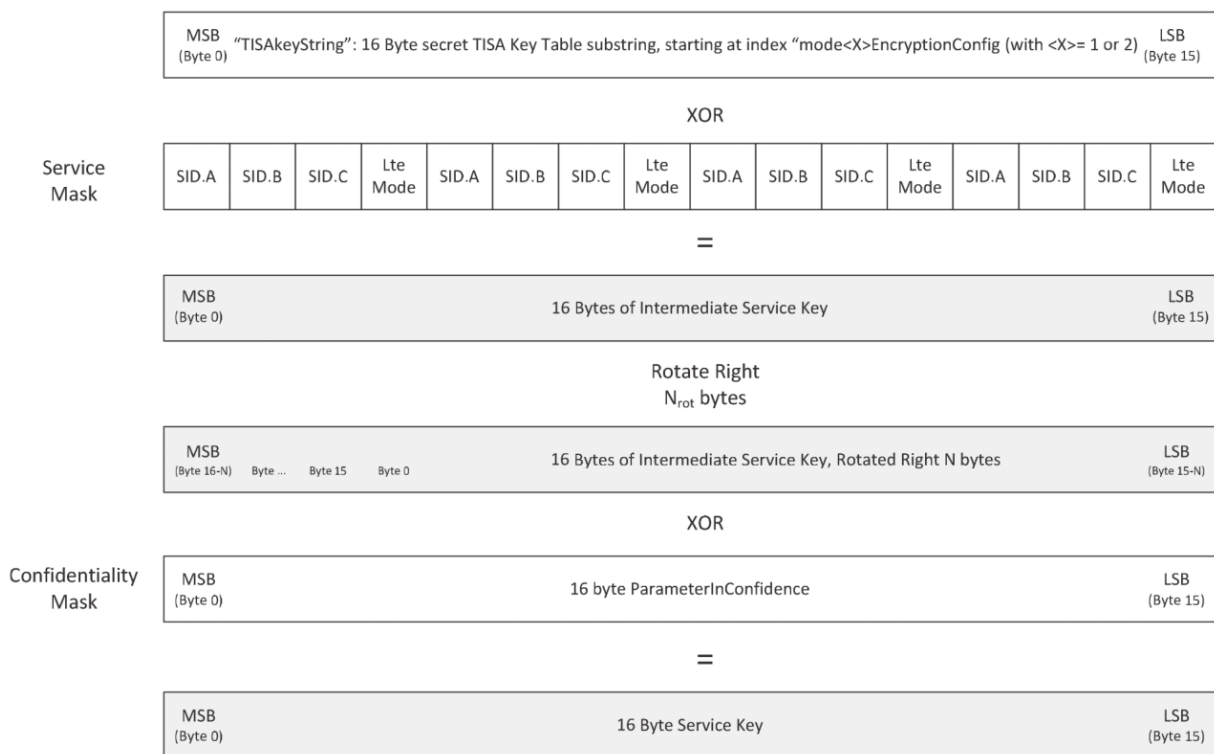 MSB
(Byte 0)
“TISAkeyString”: 16 Byte secret TISA Key Table substring, starting at index “mode<X>EncryptionConfig (with <X>= 1 or 2)
LSB
(Byte 15)
XOR
Service
Mask
SID.A SID.B SID.C Lte Mode SID.A SID.B SID.C Lte Mode SID.A SID.B SID.C Lte Mode SID.A SID.B SID.C Lte Mode
=
MSB
(Byte 0)
16 Bytes of Intermediate Service Key
LSB
(Byte 15)
Rotate Right
Nrot bytes
MSB
(Byte 16-N) Byte ... Byte 15 Byte 0
16 Bytes of Intermediate Service Key, Rotated Right N bytes
LSB
(Byte 15-N)
XOR
Confidentiality
Mask
MSB
(Byte 0)
16 byte ParameterInConfidence
LSB
(Byte 15)
=
MSB
(Byte 0)
16 Byte Service Key
LSB
(Byte 15)